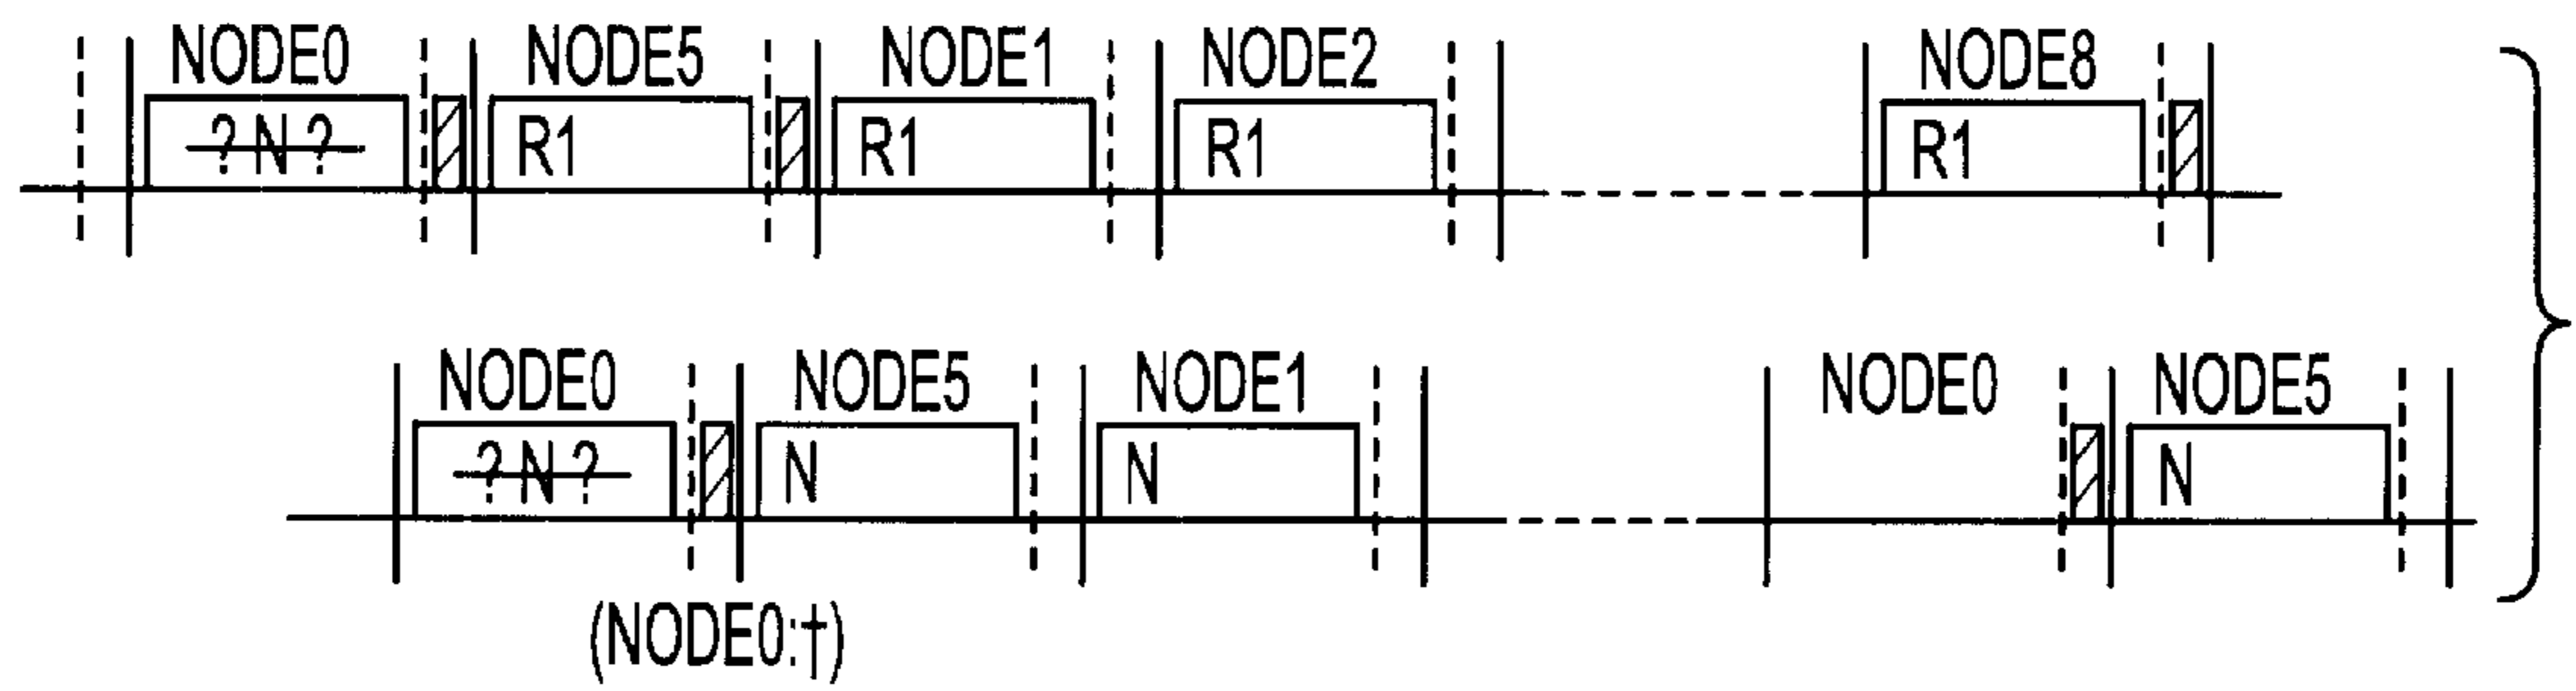 NODE0 NODE5 NODE1 NODE2 NODE8
?N? R1 R1 R1 R1
NODE0 NODE5 NODE1 NODE0 NODE5
?N? N N N
(NODE0:†)